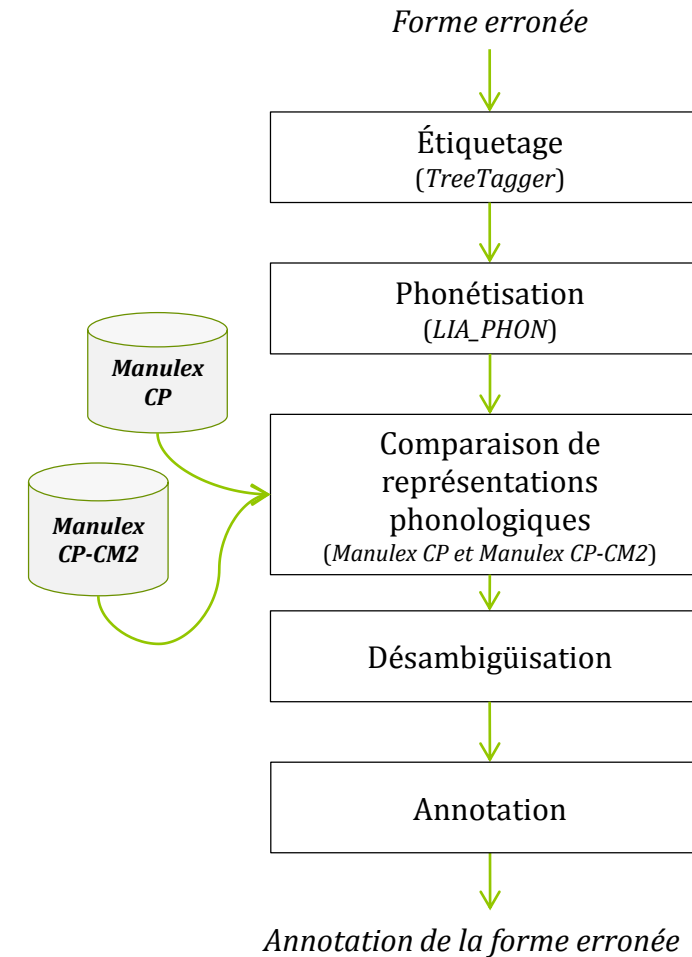 Forme erronée
Étiquetage
(TreeTagger)
Phonétisation
(LIA_PHON)
Manulex
CP
Comparaison de
représentations
phonologiques
(Manulex CP et Manulex CP-CM2)
Manulex
CP-CM2
Désambigüisation
Annotation
Annotation de la forme erronée